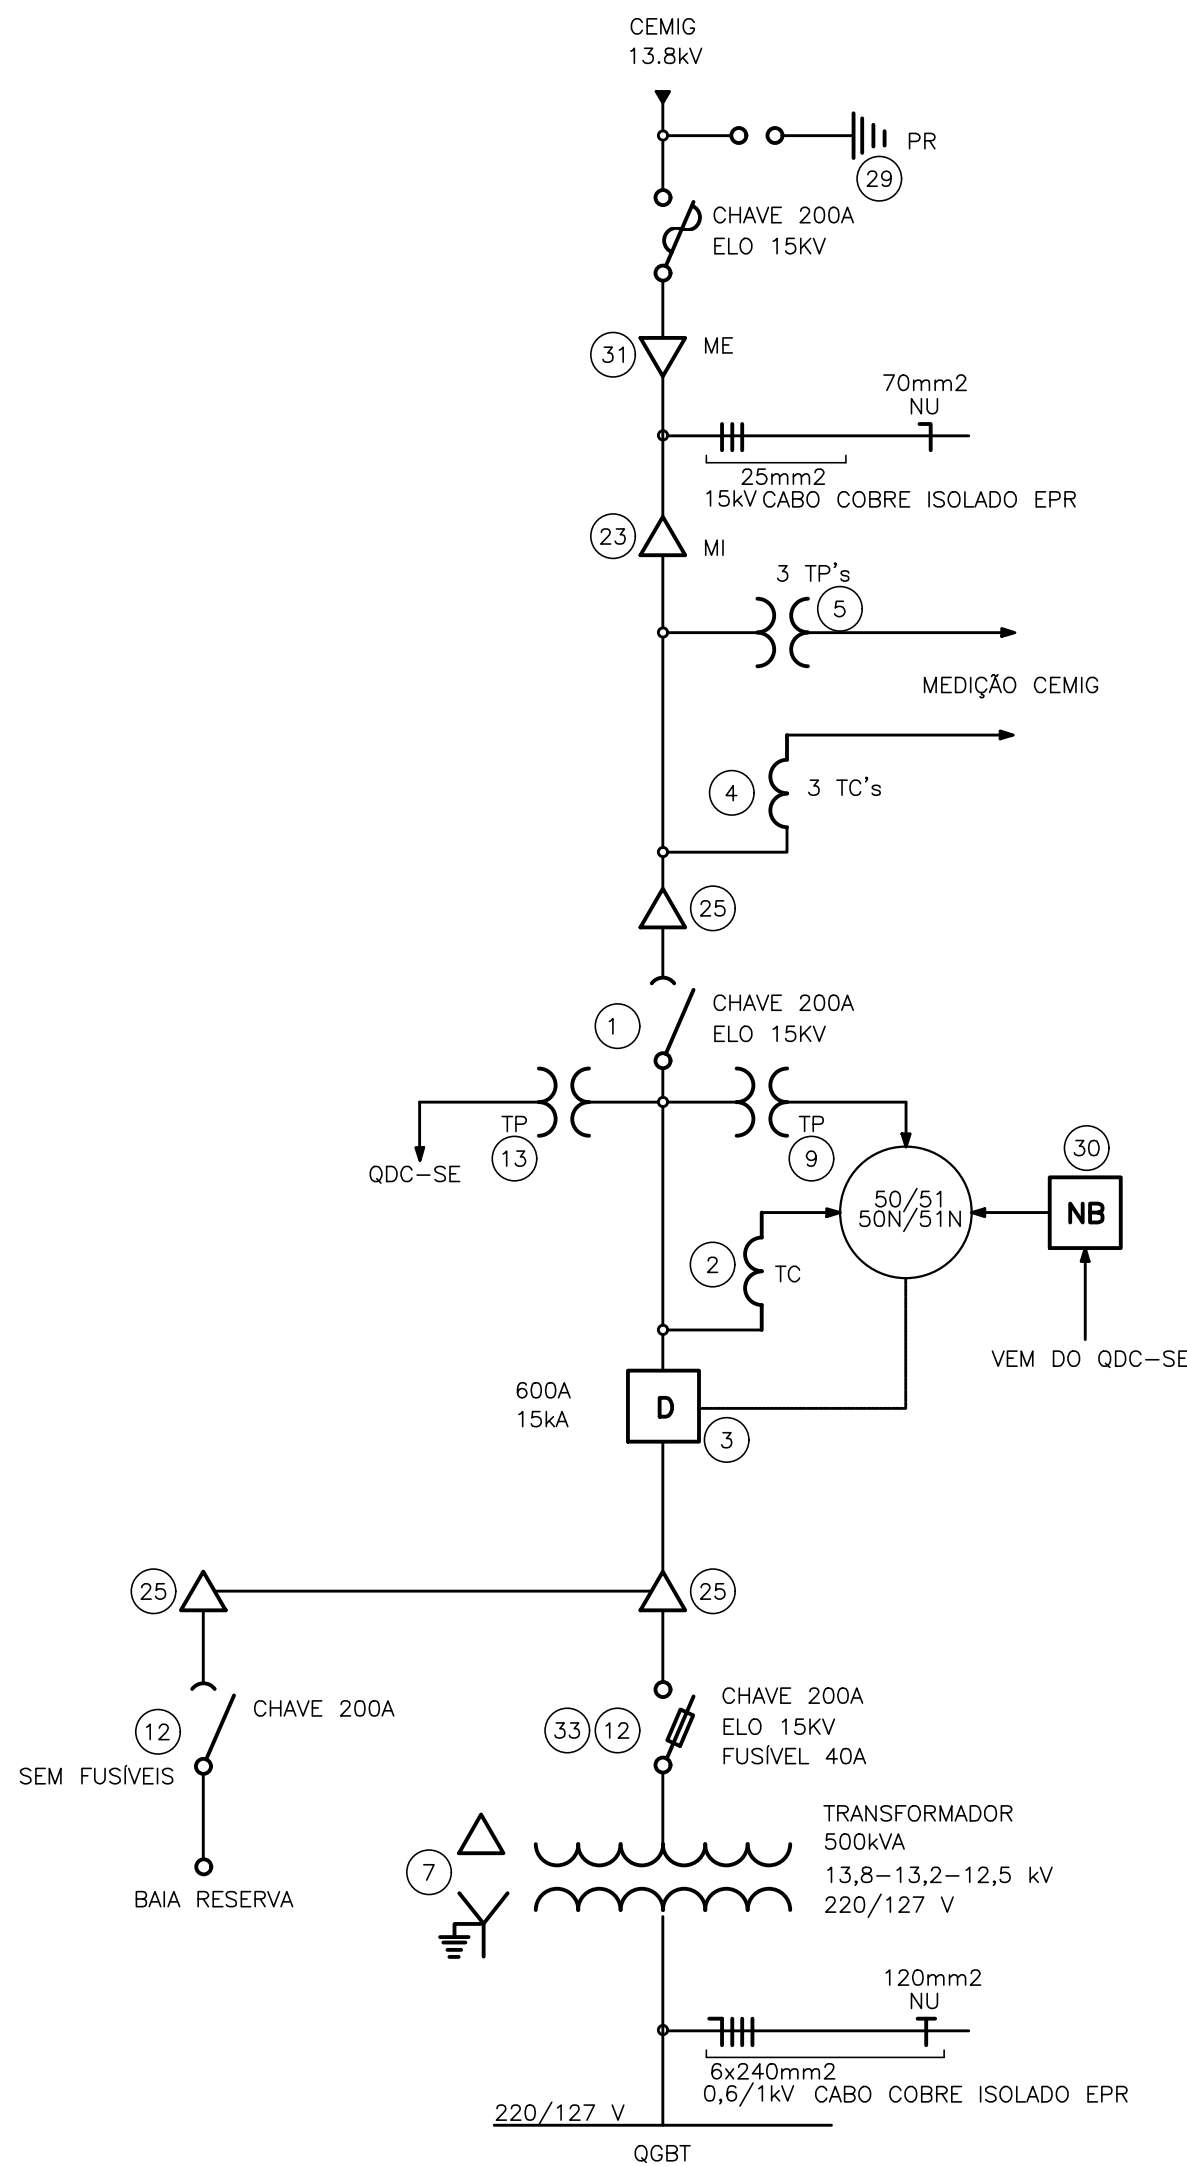 CEMIG
13.8kV
PR
29
CHAVE 200A
ELO 15KV
31
ME
70mm2
NU
25mm2
15kV CABO COBRE ISOLADO EPR
23
MI
3 TP's
5
MEDIÇÃO CEMIG
4
3 TC's
25
1
CHAVE 200A
ELO 15KV
TP
13
QDC-SE
TP
9
30
50/51
50N/51N
NB
2
TC
VEM DO QDC-SE
600A
15kA
D
3
25
25
CHAVE 200A
12
SEM FUSÍVEIS
BAIA RESERVA
33
12
CHAVE 200A
ELO 15KV
FUSÍVEL 40A
7
TRANSFORMADOR
500kVA
13,8-13,2-12,5 kV
220/127 V
120mm2
NU
6x240mm2
0,6/1kV CABO COBRE ISOLADO EPR
220/127 V
QGBT